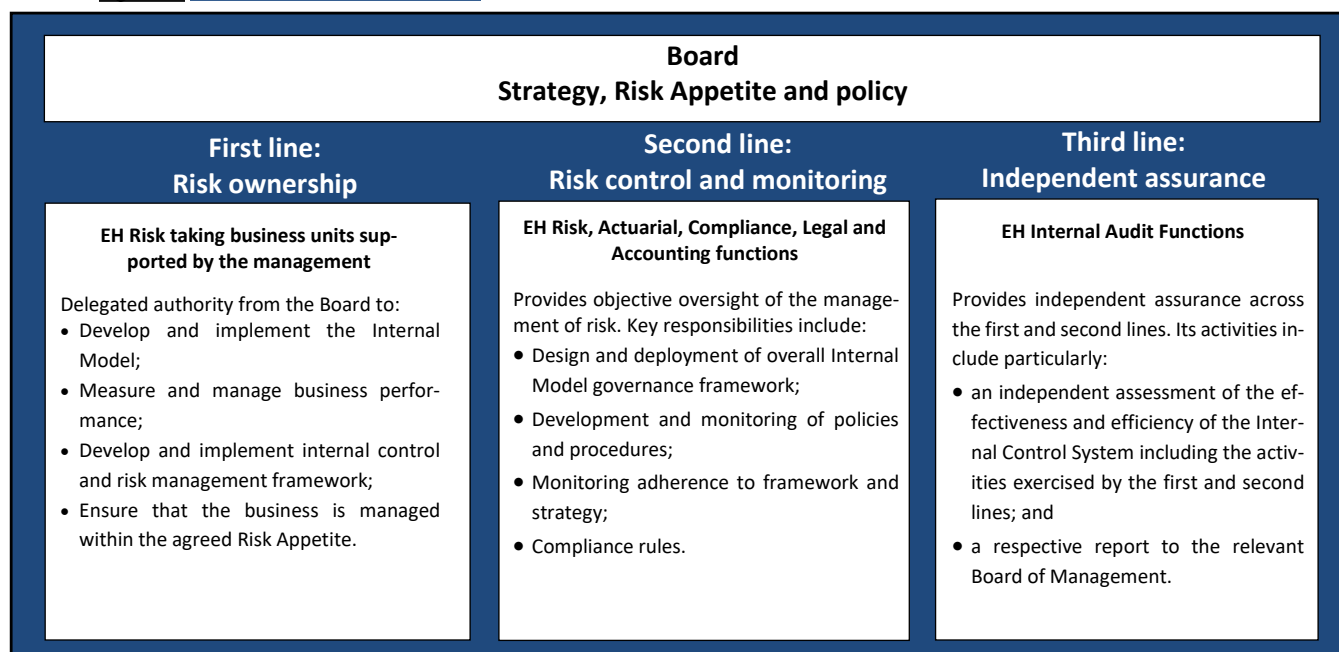 Board
Strategy, Risk Appetite and policy
First line:
Risk ownership
EH Risk taking business units sup-
ported by the management
Delegated authority from the Board to:
• Develop and implement the Internal
Model;
• Measure and manage business perfor-
mance;
• Develop and implement internal control
and risk management framework;
• Ensure that the business is managed
within the agreed Risk Appetite.
Second line:
Risk control and monitoring
EH Risk, Actuarial, Compliance, Legal and
Accounting functions
Provides objective oversight of the manage-
ment of risk. Key responsibilities include:
• Design and deployment of overall Internal
Model governance framework;
• Development and monitoring of policies
and procedures;
• Monitoring adherence to framework and
strategy;
• Compliance rules.
Third line:
Independent assurance
EH Internal Audit Functions
Provides independent assurance across
the first and second lines. Its activities in-
clude particularly:
• an independent assessment of the ef-
fectiveness and efficiency of the Inter-
nal Control System including the activ-
ities exercised by the first and second
lines; and
• a respective report to the relevant
Board of Management.